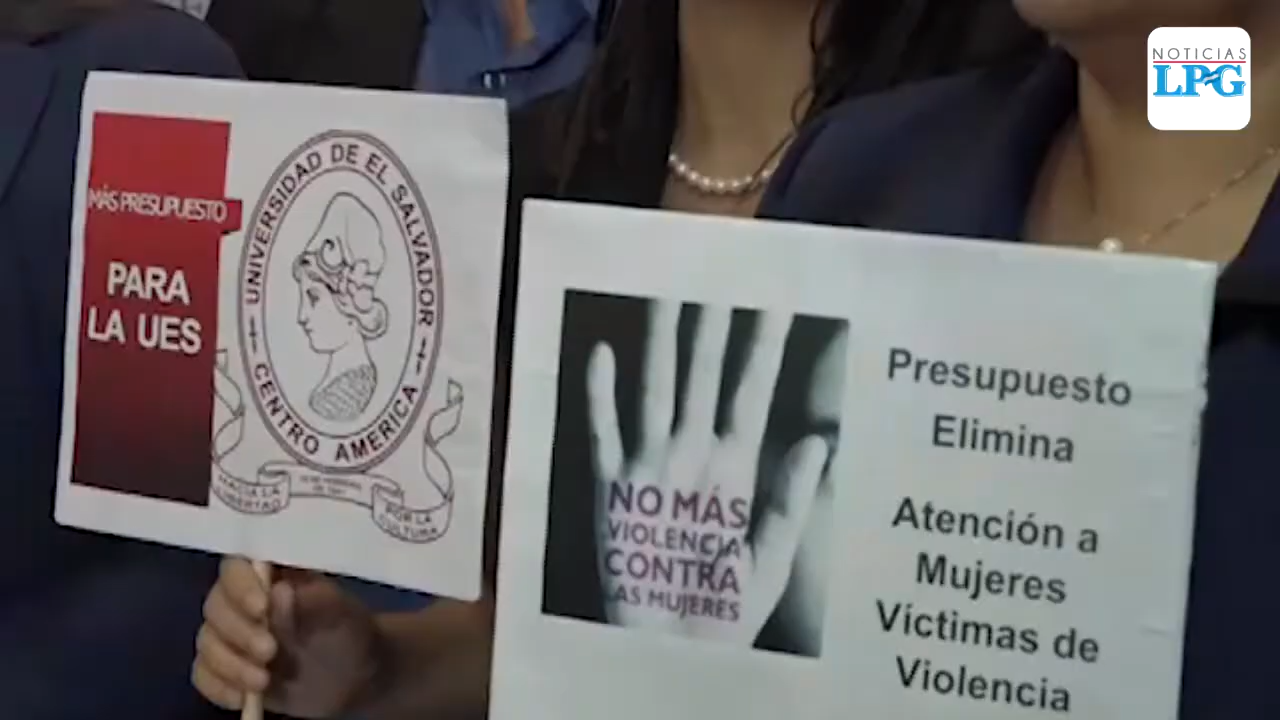 NOTICIAS
LPG
MÁS PRESUPUESTO
PARA
LA UES
UNIVERSIDAD DE EL SALVADOR
CENTRO AMERICA
HACIA LA
LIBERTAD
POR LA
CULTURA
NO MÁS
VIOLENCIA
CONTRA
LAS MUJERES
Presupuesto
Elimina
Atención a
Mujeres
Víctimas de
Violencia